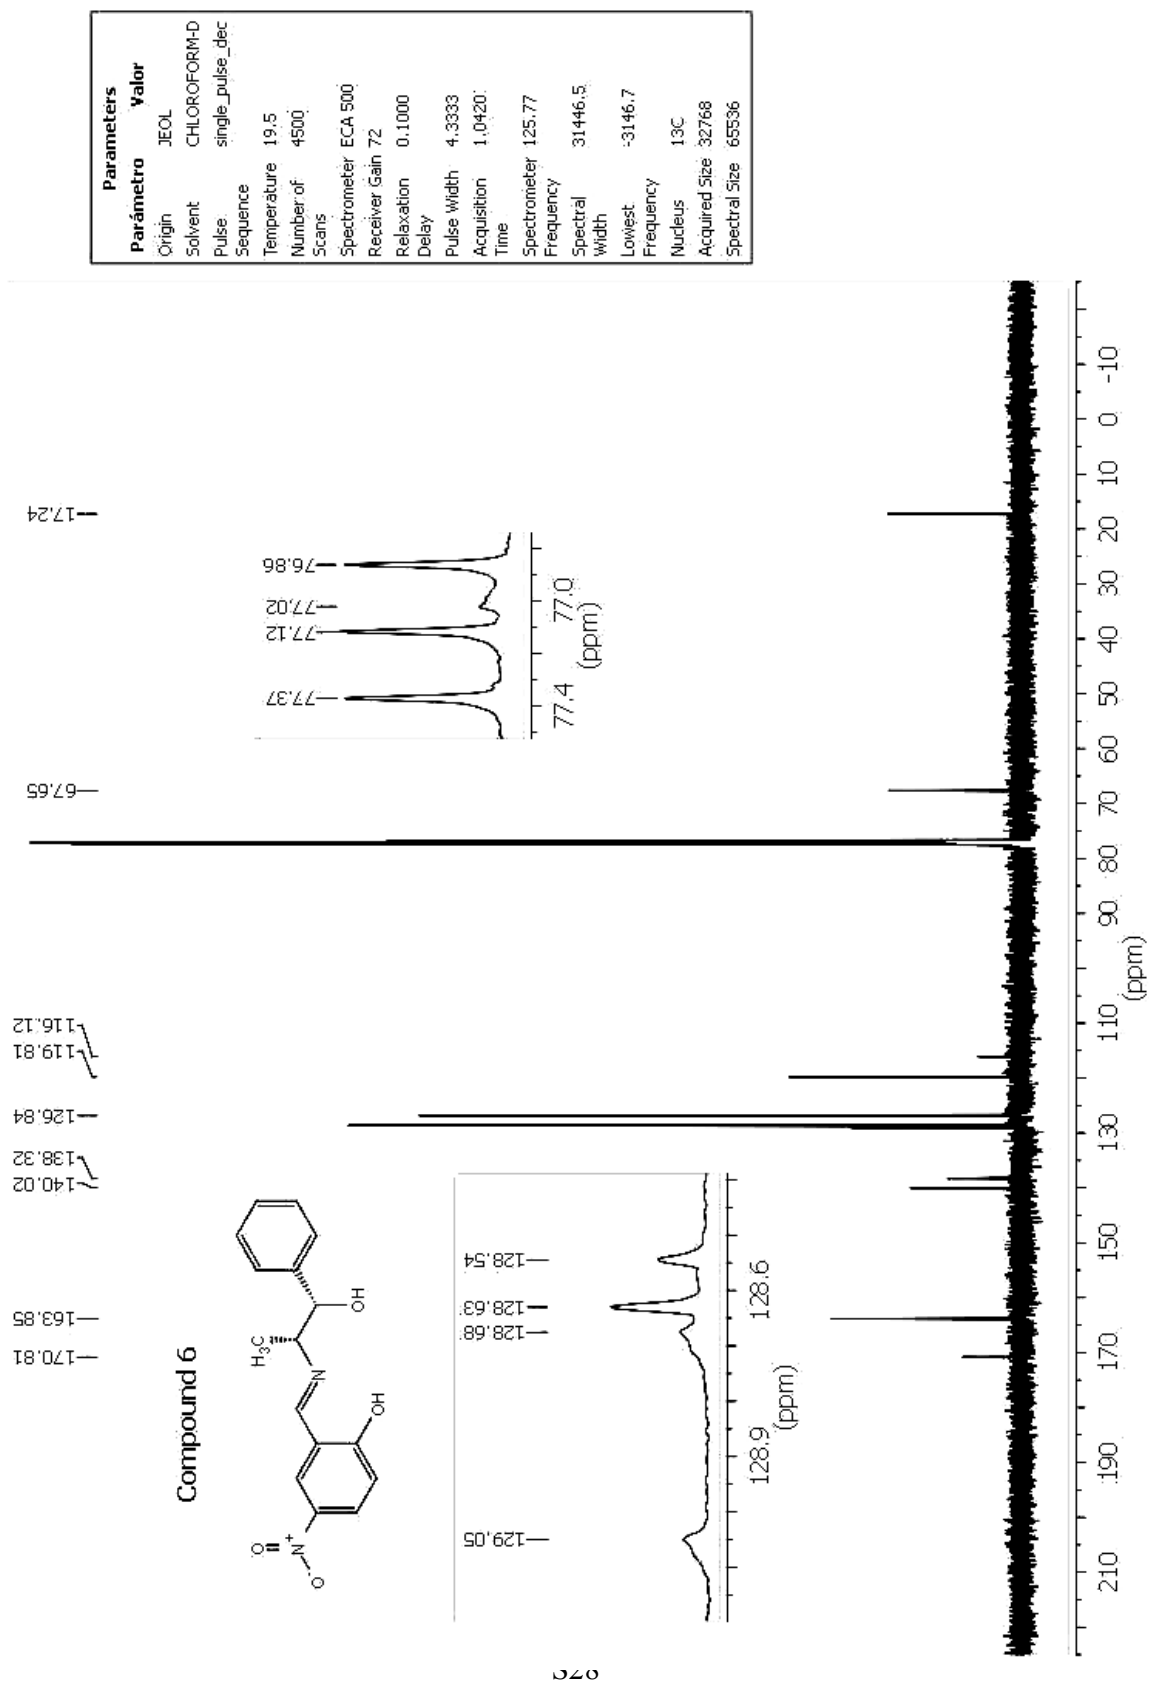 Parameters
Parámetro Valor
Origin JEOL
Solvent CHLOROFORM-D
Pulse Sequence single_pulse_dec
Temperature 19.5
Number of Scans 4500
Spectrometer ECA 500
Receiver Gain 72
Relaxation Delay 0.1000
Pulse Width 4.3333
Acquisition Time 1.0420
Spectrometer Frequency 125.77
Spectral Width 31446.5
Lowest Frequency -3146.7
Nucleus 13C
Acquired Size 32768
Spectral Size 65536
170.81
163.85
140.02
138.32
126.84
119.81
116.12
67.65
17.24
Compound 6
H₃C
OH
N
OH
O
N+
O-
129.05
128.68
128.63
128.54
128.9
128.6
(ppm)
77.37
77.12
77.02
76.86
77.4
77.0
(ppm)
210 190 170 150 130 110 90 80 70 60 50 40 30 20 10 0 -10
(ppm)